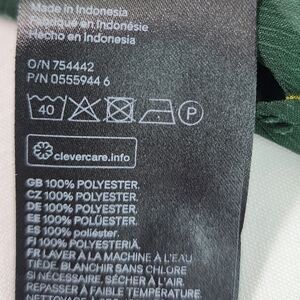 Made in Indonesia
Fabriqué en Indonésie
Hecho en Indonesia
O/N 754442
P/N 0555944 6
40 P
clevercare.info
GB 100% POLYESTER.
CZ 100% POLYESTER.
DE 100% POLYESTER.
EE 100% POLÜESTER.
ES 100% poliéster.
FI 100% POLYESTERIÄ.
FR LAVER À LA MACHINE À L'EAU
TIÈDE. BLANCHIR SANS CHLORE
SI NÉCESSAIRE. SÉCHER À L'AIR
REPASSER À FAIBLE TEMPÉRATURE